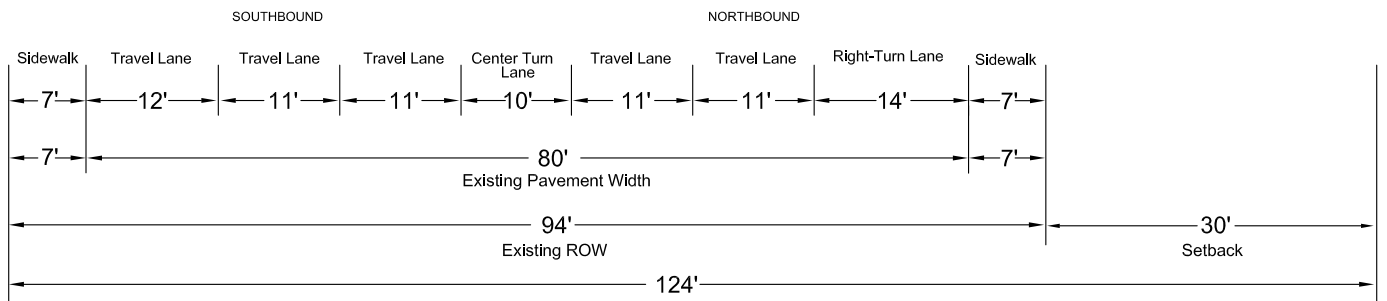 SOUTHBOUND NORTHBOUND
Sidewalk Travel Lane Travel Lane Travel Lane Center Turn Travel Lane Travel Lane Right-Turn Lane Sidewalk
Lane
7' 12' 11' 11' 10' 11' 11' 14' 7'
7' 80' 7'
Existing Pavement Width
94' 30'
Existing ROW Setback
124'